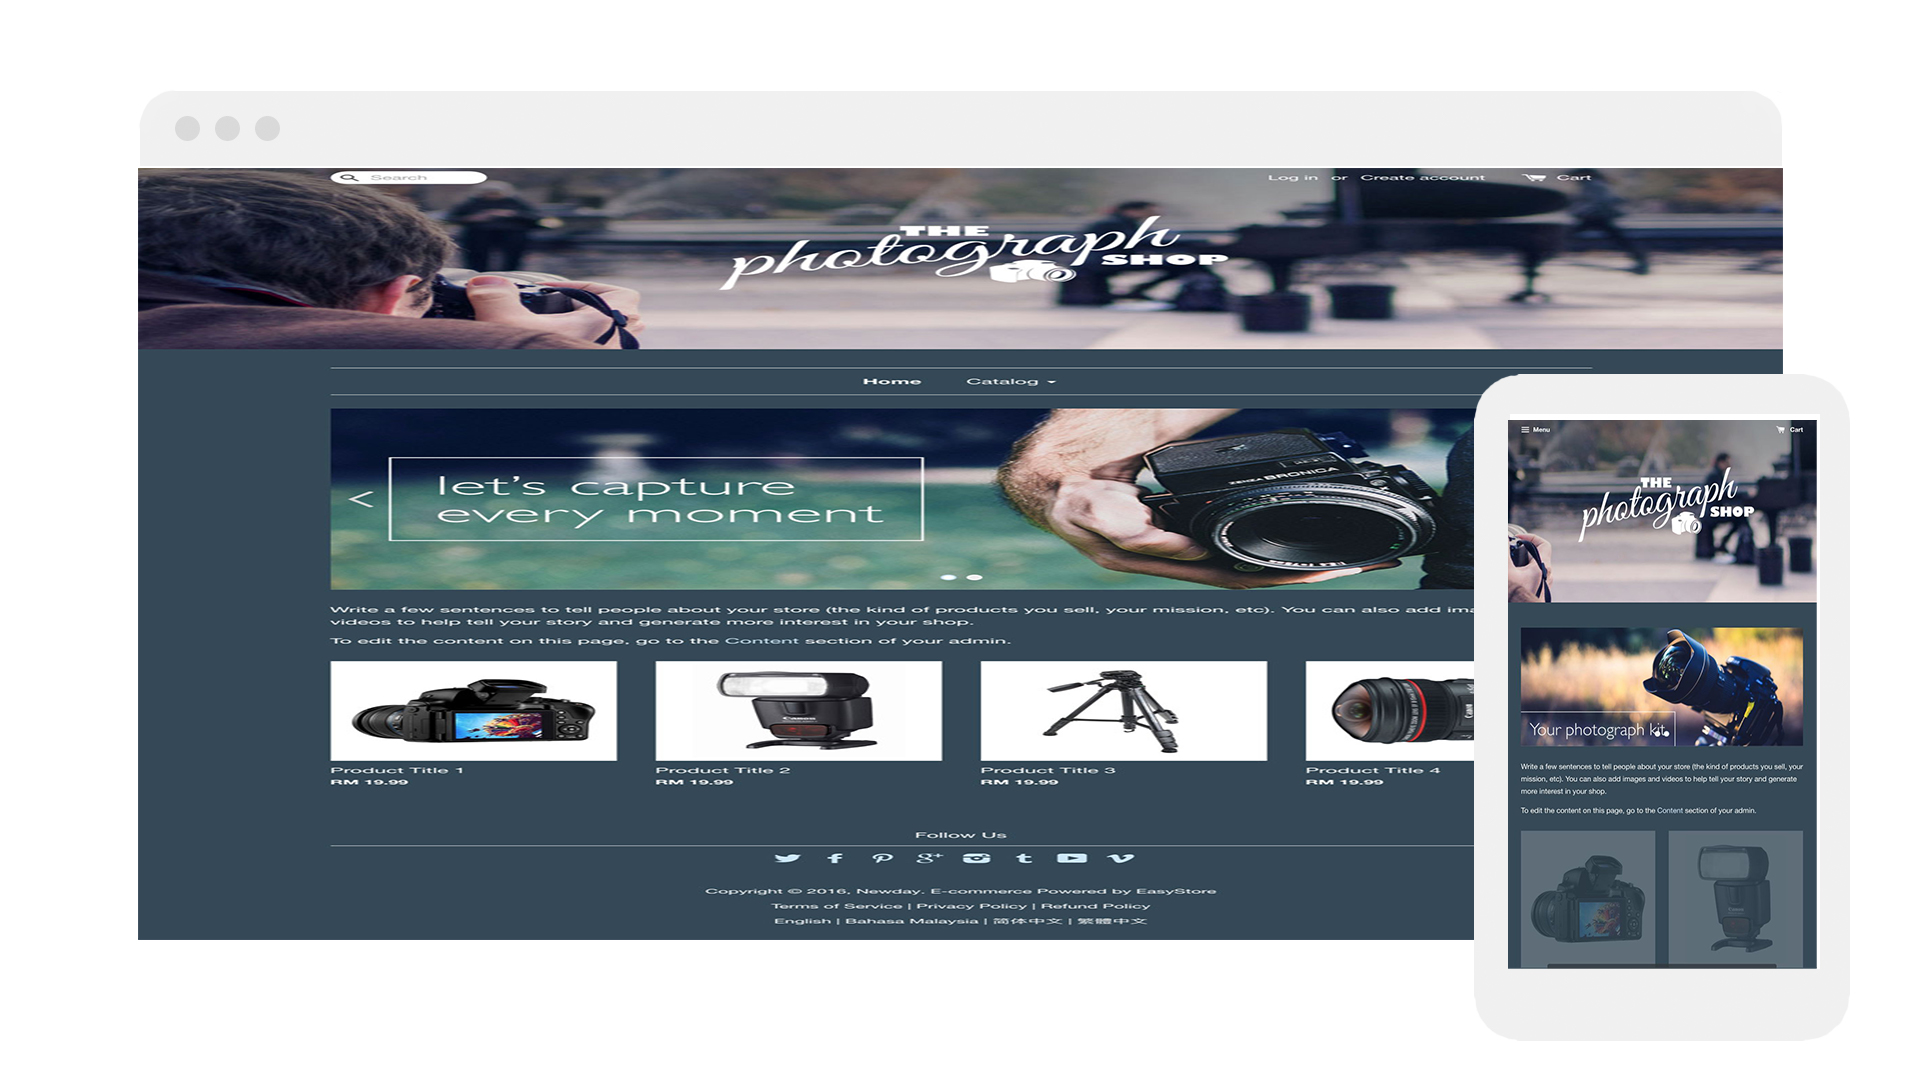 Search
Log in or Create account Cart
THE
photograph
SHOP
Home Catalog
let's capture
every moment
ZENZA BRONICA
Write a few sentences to tell people about your store (the kind of products you sell, your mission, etc). You can also add
videos to help tell your story and generate more interest in your shop.
To edit the content on this page, go to the Content section of your admin.
Canon
Canon
Product Title 1
RM 19.99
Product Title 2
RM 19.99
Product Title 3
RM 19.99
Product Title 4
RM 19.99
Follow Us
Copyright © 2016, Newday. E-commerce Powered by EasyStore
Terms of Service | Privacy Policy | Refund Policy
English | Bahasa Malaysia | 简体中文 | 繁體中文
Menu Cart
THE
photograph
SHOP
Your photograph kit.
Write a few sentences to tell people about your store (the kind of products you sell, your
mission, etc). You can also add images and videos to help tell your story and generate
more interest in your shop.
To edit the content on this page, go to the Content section of your admin.